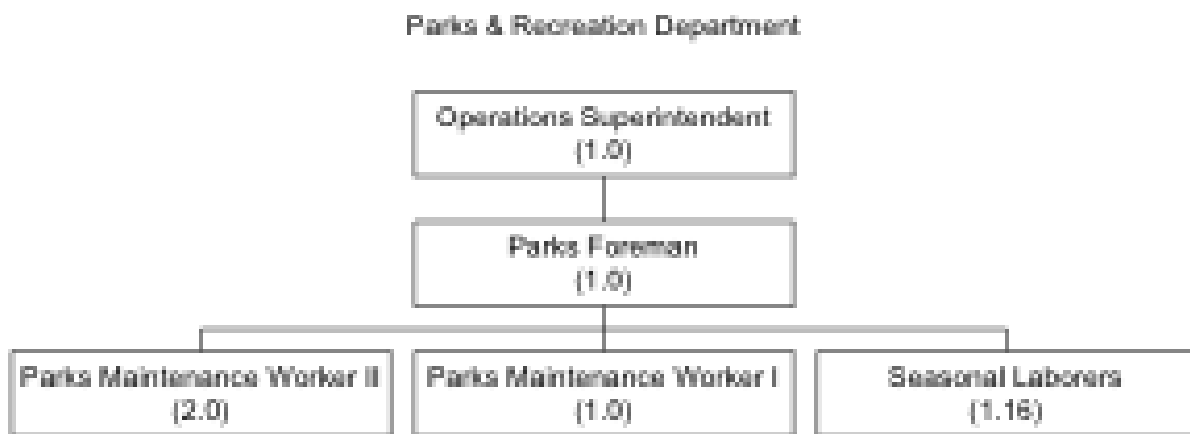 Parks & Recreation Department
Operations Superintendent
(1.0)
Parks Foreman
(1.0)
Parks Maintenance Worker II
(2.0)
Parks Maintenance Worker I
(1.0)
Seasonal Laborers
(1.16)